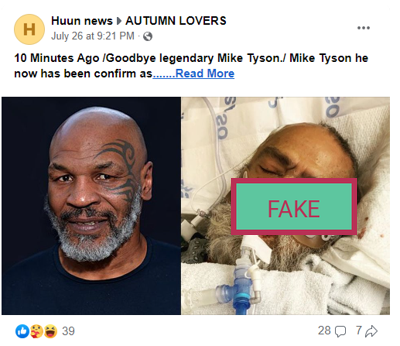 H
Huun news ▸ AUTUMN LOVERS
July 26 at 9:21 PM ·
10 Minutes Ago /Goodbye legendary Mike Tyson./ Mike Tyson he
now has been confirm as.......Read More
FAKE
39
28
7